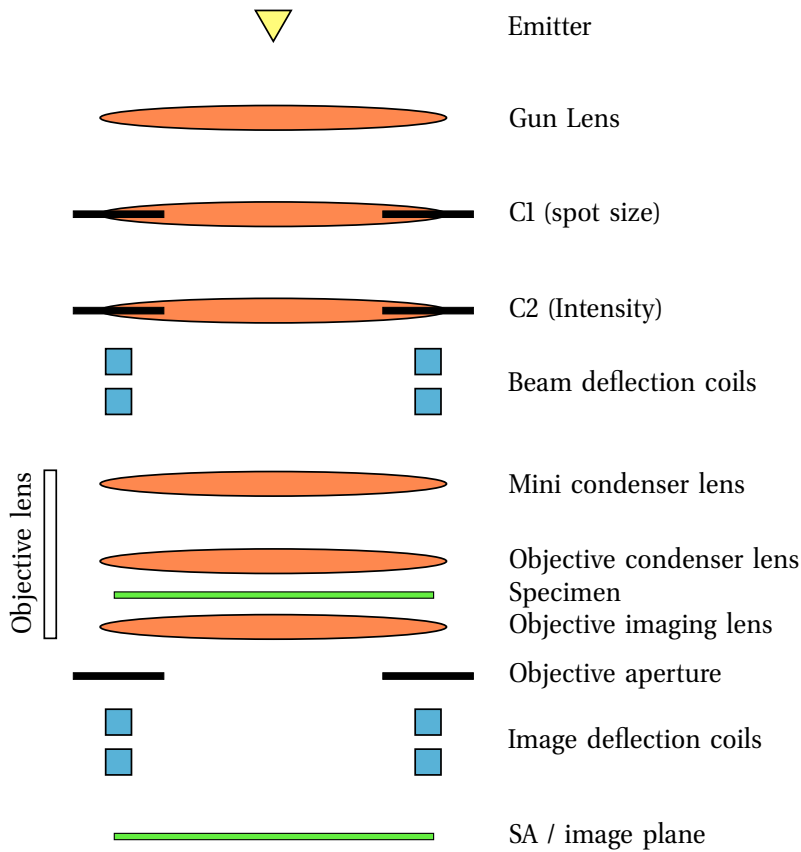 Emitter
Gun Lens
C1 (spot size)
C2 (Intensity)
Beam deflection coils
Objective lens
Mini condenser lens
Objective condenser lens
Specimen
Objective imaging lens
Objective aperture
Image deflection coils
SA / image plane